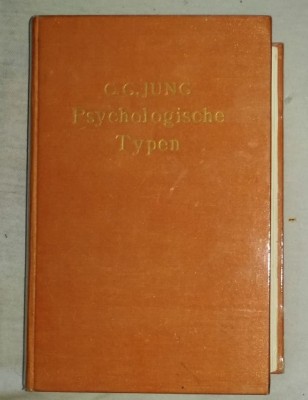 C. G. JUNG
Psychologische
Typen